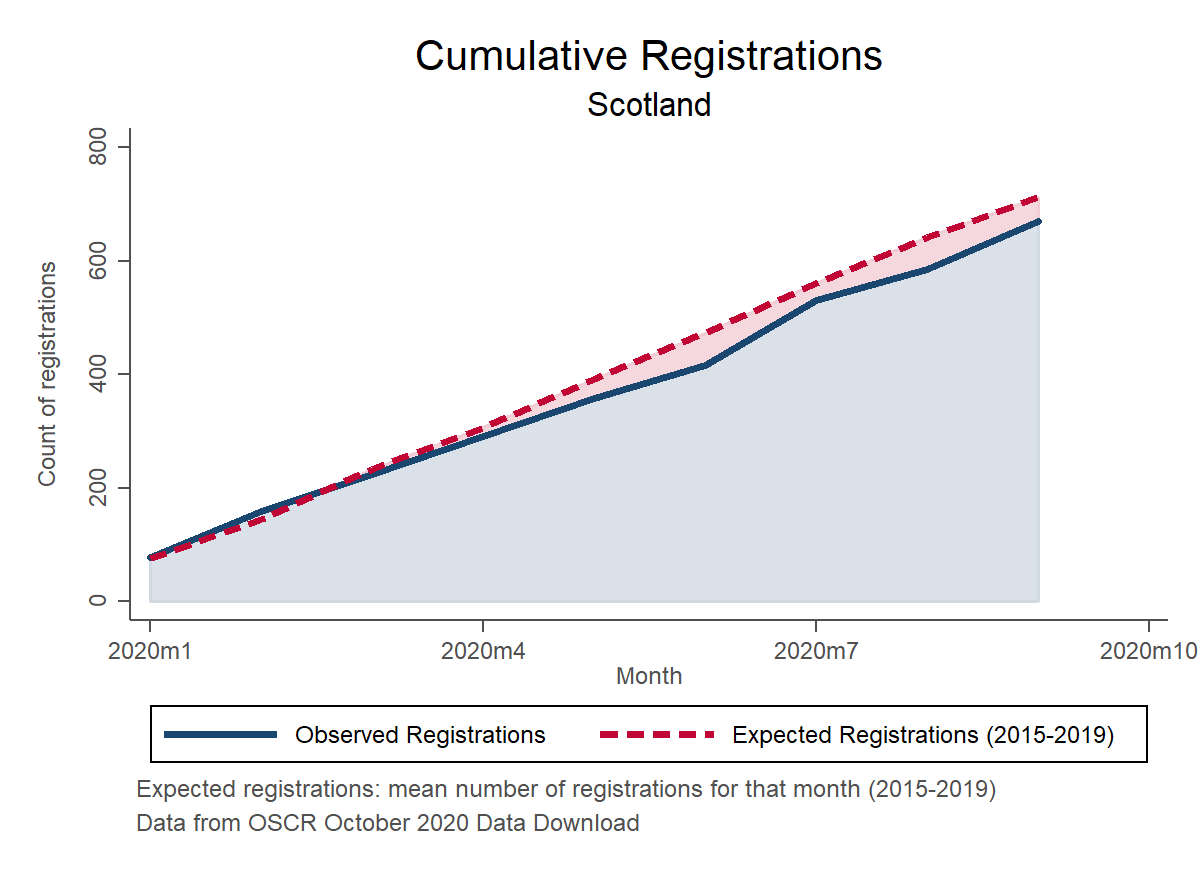 Cumulative Registrations
Scotland
Count of registrations
800
600
400
200
0
2020m1 2020m4 2020m7 2020m10
Month
Observed Registrations Expected Registrations (2015-2019)
Expected registrations: mean number of registrations for that month (2015-2019)
Data from OSCR October 2020 Data Download